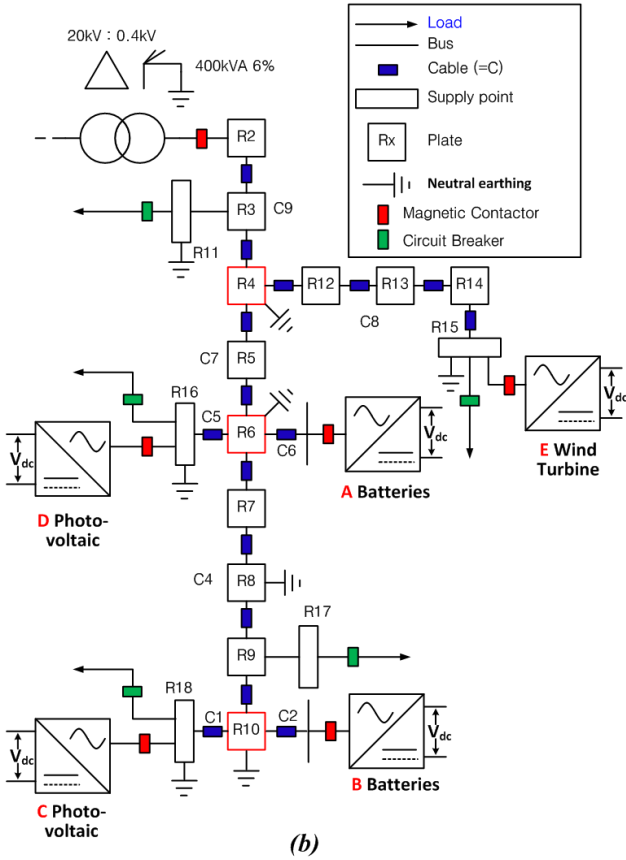 20kV : 0.4kV
400kVA 6%
Load
Bus
Cable (=C)
Supply point
Rx
Plate
Neutral earthing
Magnetic Contactor
Circuit Breaker
R2
R3
C9
R11
R4
R12
R13
R14
C8
R15
C7
R5
R16
C5
R6
C6
Vdc
Vdc
Vdc
E Wind
Turbine
A Batteries
D Photo-
voltaic
R7
C4
R8
R17
R9
R18
C1
R10
C2
Vdc
Vdc
B Batteries
C Photo-
voltaic
(b)